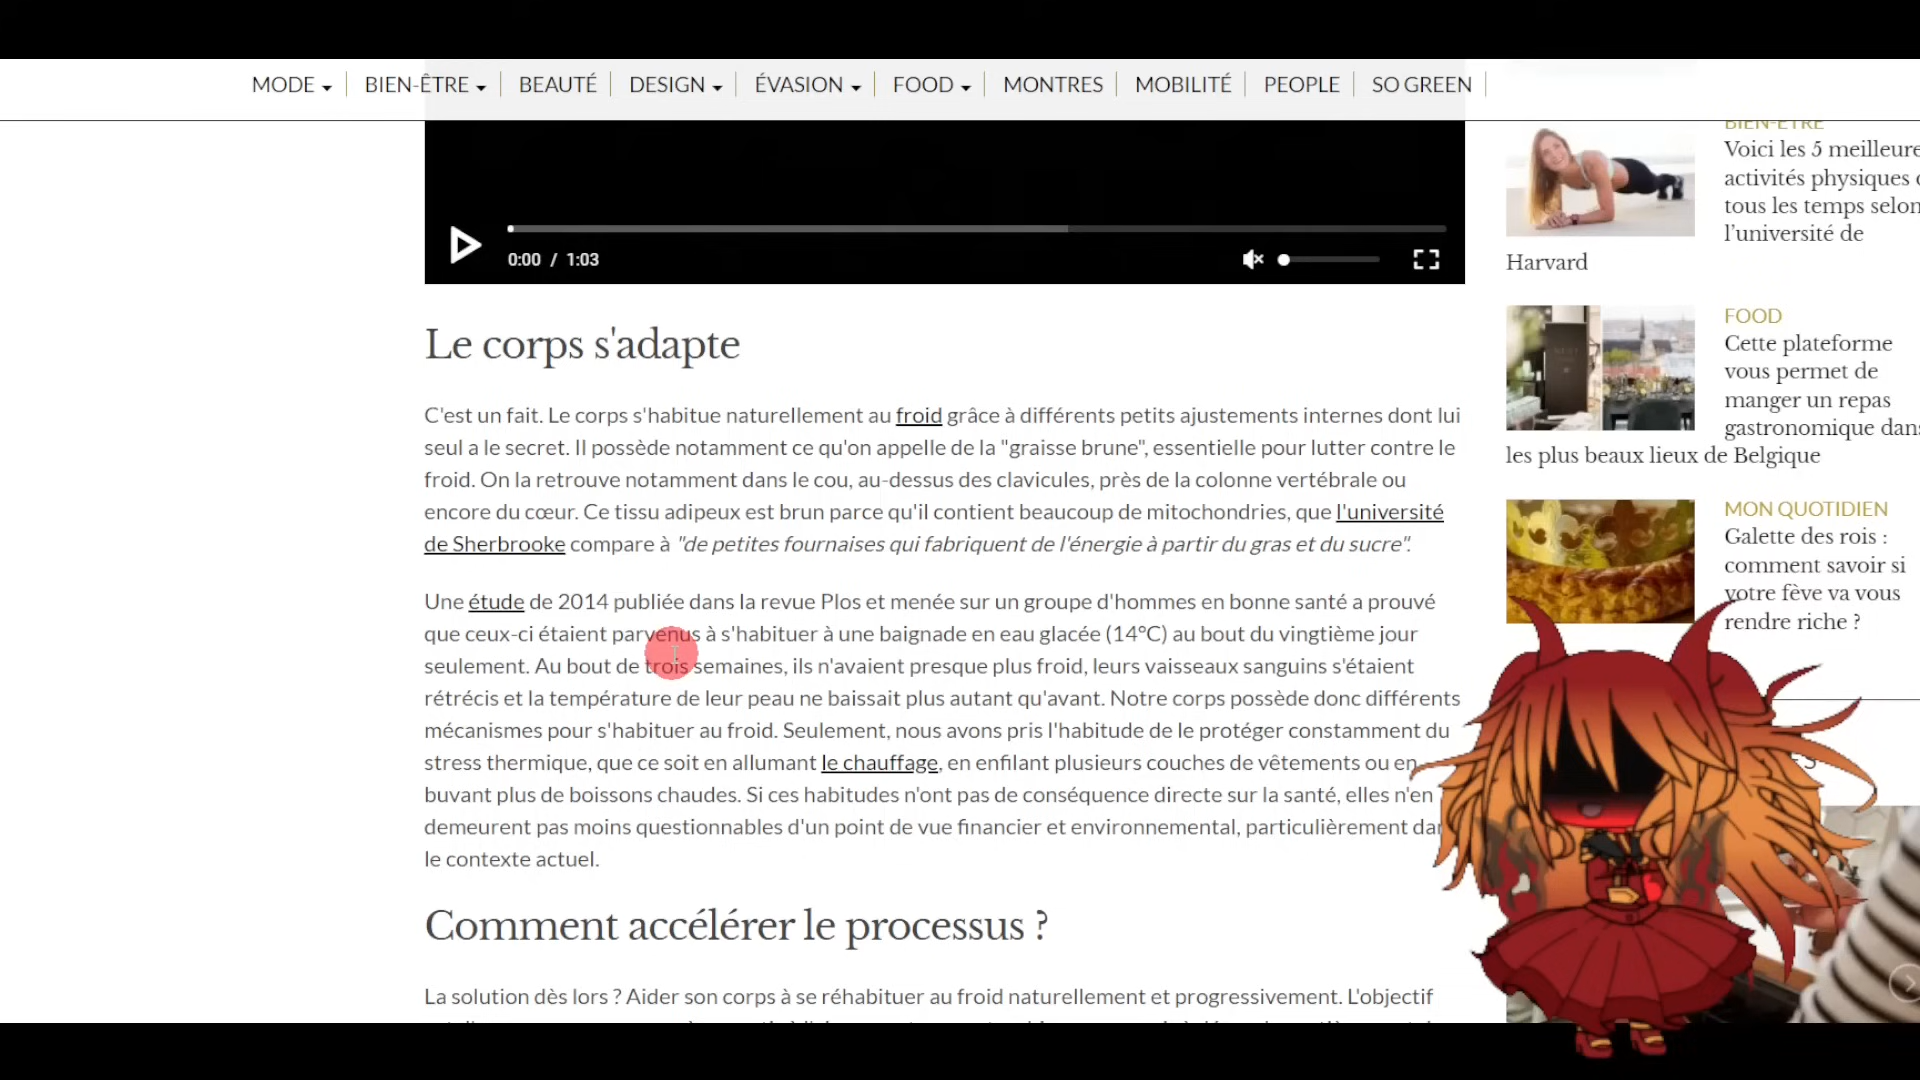 MODE
BIEN-ÊTRE
BEAUTÉ
DESIGN
ÉVASION
FOOD
MONTRES
MOBILITÉ
PEOPLE
SO GREEN
0:00 / 1:03
Le corps s'adapte
C'est un fait. Le corps s'habitue naturellement au froid grâce à différents petits ajustements internes dont lui
seul a le secret. Il possède notamment ce qu'on appelle de la "graisse brune", essentielle pour lutter contre le
froid. On la retrouve notamment dans le cou, au-dessus des clavicules, près de la colonne vertébrale ou
encore du cœur. Ce tissu adipeux est brun parce qu'il contient beaucoup de mitochondries, que l'université
de Sherbrooke compare à "de petites fournaises qui fabriquent de l'énergie à partir du gras et du sucre".
Une étude de 2014 publiée dans la revue Plos et menée sur un groupe d'hommes en bonne santé a prouvé
que ceux-ci étaient parvenus à s'habituer à une baignade en eau glacée (14°C) au bout du vingtième jour
seulement. Au bout de trois semaines, ils n'avaient presque plus froid, leurs vaisseaux sanguins s'étaient
rétrécis et la température de leur peau ne baissait plus autant qu'avant. Notre corps possède donc différents
mécanismes pour s'habituer au froid. Seulement, nous avons pris l'habitude de le protéger constamment du
stress thermique, que ce soit en allumant le chauffage, en enfilant plusieurs couches de vêtements ou en
buvant plus de boissons chaudes. Si ces habitudes n'ont pas de conséquence directe sur la santé, elles n'en
demeurent pas moins questionnables d'un point de vue financier et environnemental, particulièrement
le contexte actuel.
Comment accélérer le processus ?
La solution dès lors ? Aider son corps à se réhabituer au froid naturellement et progressivement. L'objectif
BIEN-ÊTRE
Voici les 5 
activités physiques
tous les temps selon
l'université de
Harvard
FOOD
Cette plateforme
vous permet de
manger un repas
gastronomique
les plus beaux lieux de Belgique
MON QUOTIDIEN
Galette des rois :
comment savoir si
votre fève va vous
rendre riche ?